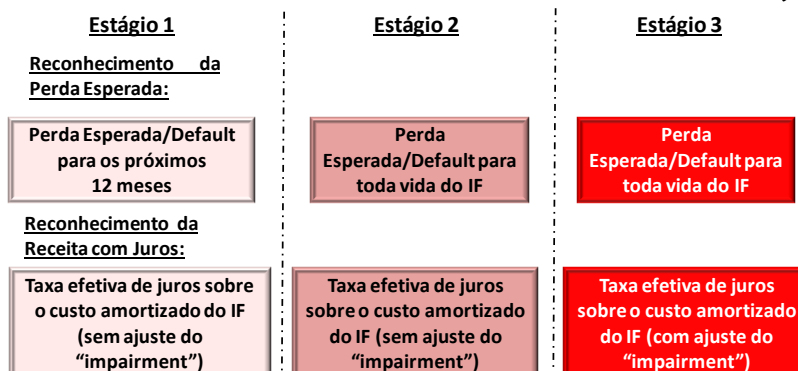 Estágio 1
Estágio 2
Estágio 3
Reconhecimento da
Perda Esperada:
Perda Esperada/Default
para os próximos
12 meses
Perda
Esperada/Default para
toda vida do IF
Perda
Esperada/Default para
toda vida do IF
Reconhecimento da
Receita com Juros:
Taxa efetiva de juros sobre
o custo amortizado do IF
(sem ajuste do
“impairment”)
Taxa efetiva de juros
sobre o custo amortizado
do IF (sem ajuste do
“impairment”)
Taxa efetiva de juros
sobre o custo amortizado
do IF (com ajuste do
“impairment”)